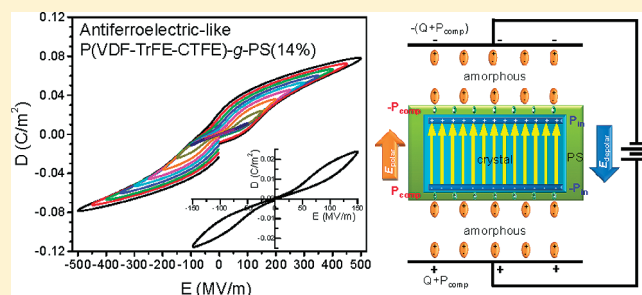 Antiferroelectric-like
P(VDF-TrFE-CTFE)-g-PS(14%)
D (C/m²)
0.12
0.08
0.04
0.00
-0.04
-0.08
-0.12
-500 -400 -300 -200 -100 0 100 200 300 400 500
E (MV/m)
D (C/m²)
0.02
0.01
0.00
-0.01
-0.02
-150
0
50
100
150
E (MV/m)
-(Q+Pcomp)
- - -
amorphous
-Pcomp
Pin
Epolar
crystal
PS
Edepolar
Pcomp
-Pin
amorphous
+ + +
Q+Pcomp